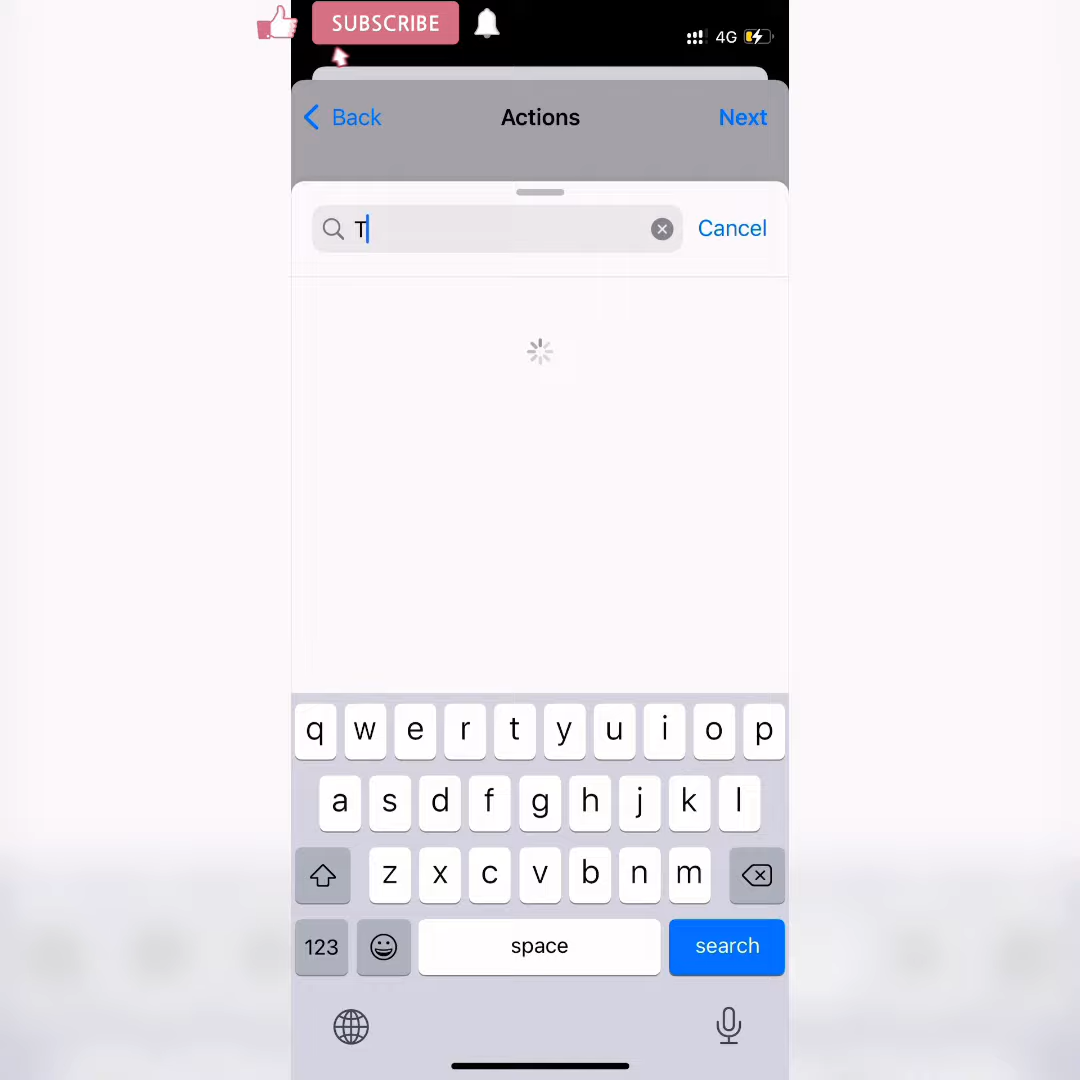 SUBSCRIBE
4G
Back Actions Next
T Cancel
q w e r t y u i o p
a s d f g h j k l
z x c v b n m
123 space search